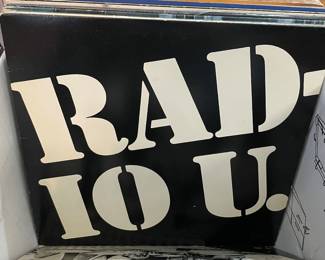 RAD-
IO U.